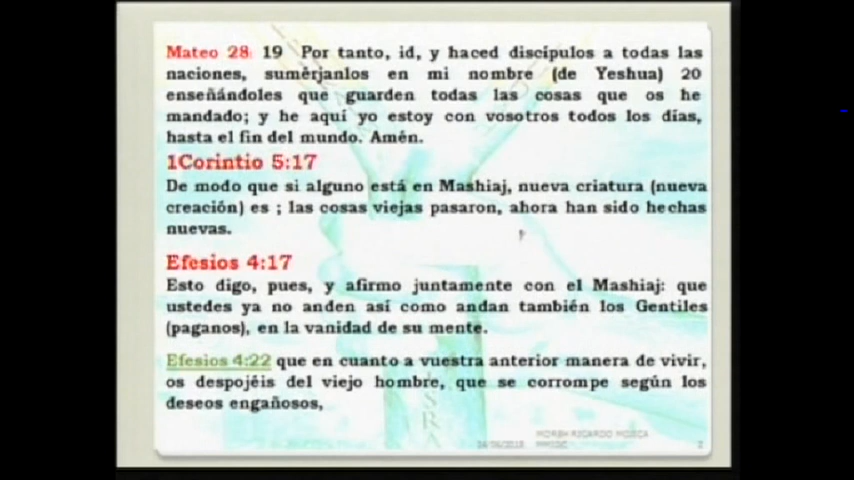 Mateo 28: 19 Por tanto, id, y haced discípulos a todas las
naciones, sumérjanlos en mi nombre (de Yeshua) 20
enseñándoles que guarden todas las cosas que os he
mandado; y he aquí yo estoy con vosotros todos los días,
hasta el fin del mundo. Amén.
1Corintio 5:17
De modo que si alguno está en Mashiaj, nueva criatura (nueva
creación) es ; las cosas viejas pasaron, ahora han sido hechas
nuevas.
Efesios 4:17
Esto digo, pues, y afirmo juntamente con el Mashiaj: que
ustedes ya no anden así como andan también los Gentiles
(paganos), en la vanidad de su mente.
Efesios 4:22 que en cuanto a vuestra anterior manera de vivir,
os despojéis del viejo hombre, que se corrompe según los
deseos engañosos,
MOREH RICARDO MOJICA
2